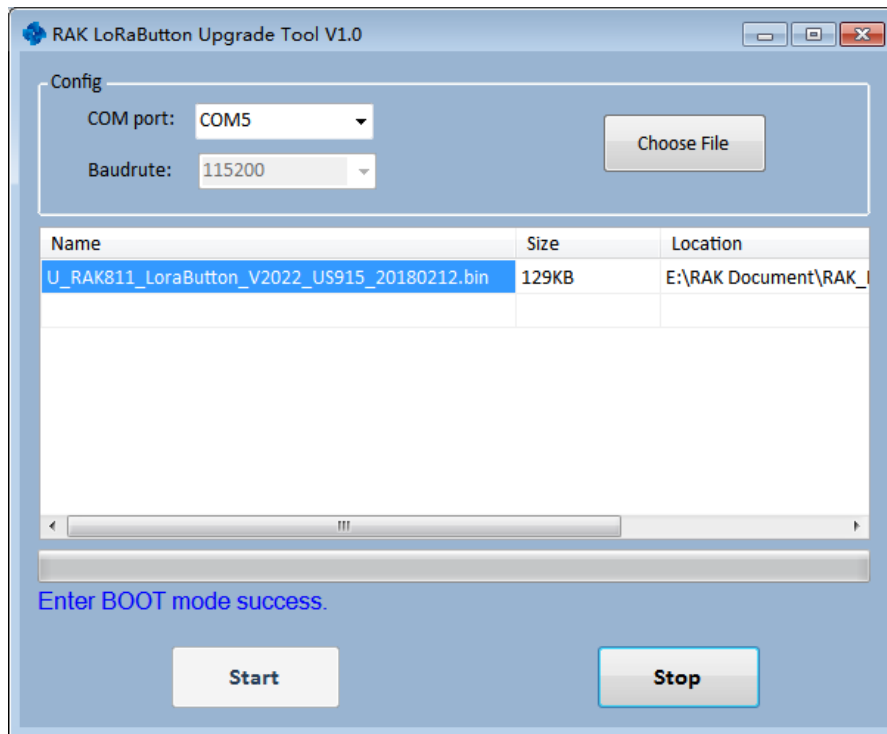 RAK LoRaButton Upgrade Tool V1.0
Config
COM port: COM5
Choose File
Baudrute: 115200
Name Size Location
U_RAK811_LoraButton_V2022_US915_20180212.bin 129KB E:\RAK Document\RAK_
Enter BOOT mode success.
Start Stop